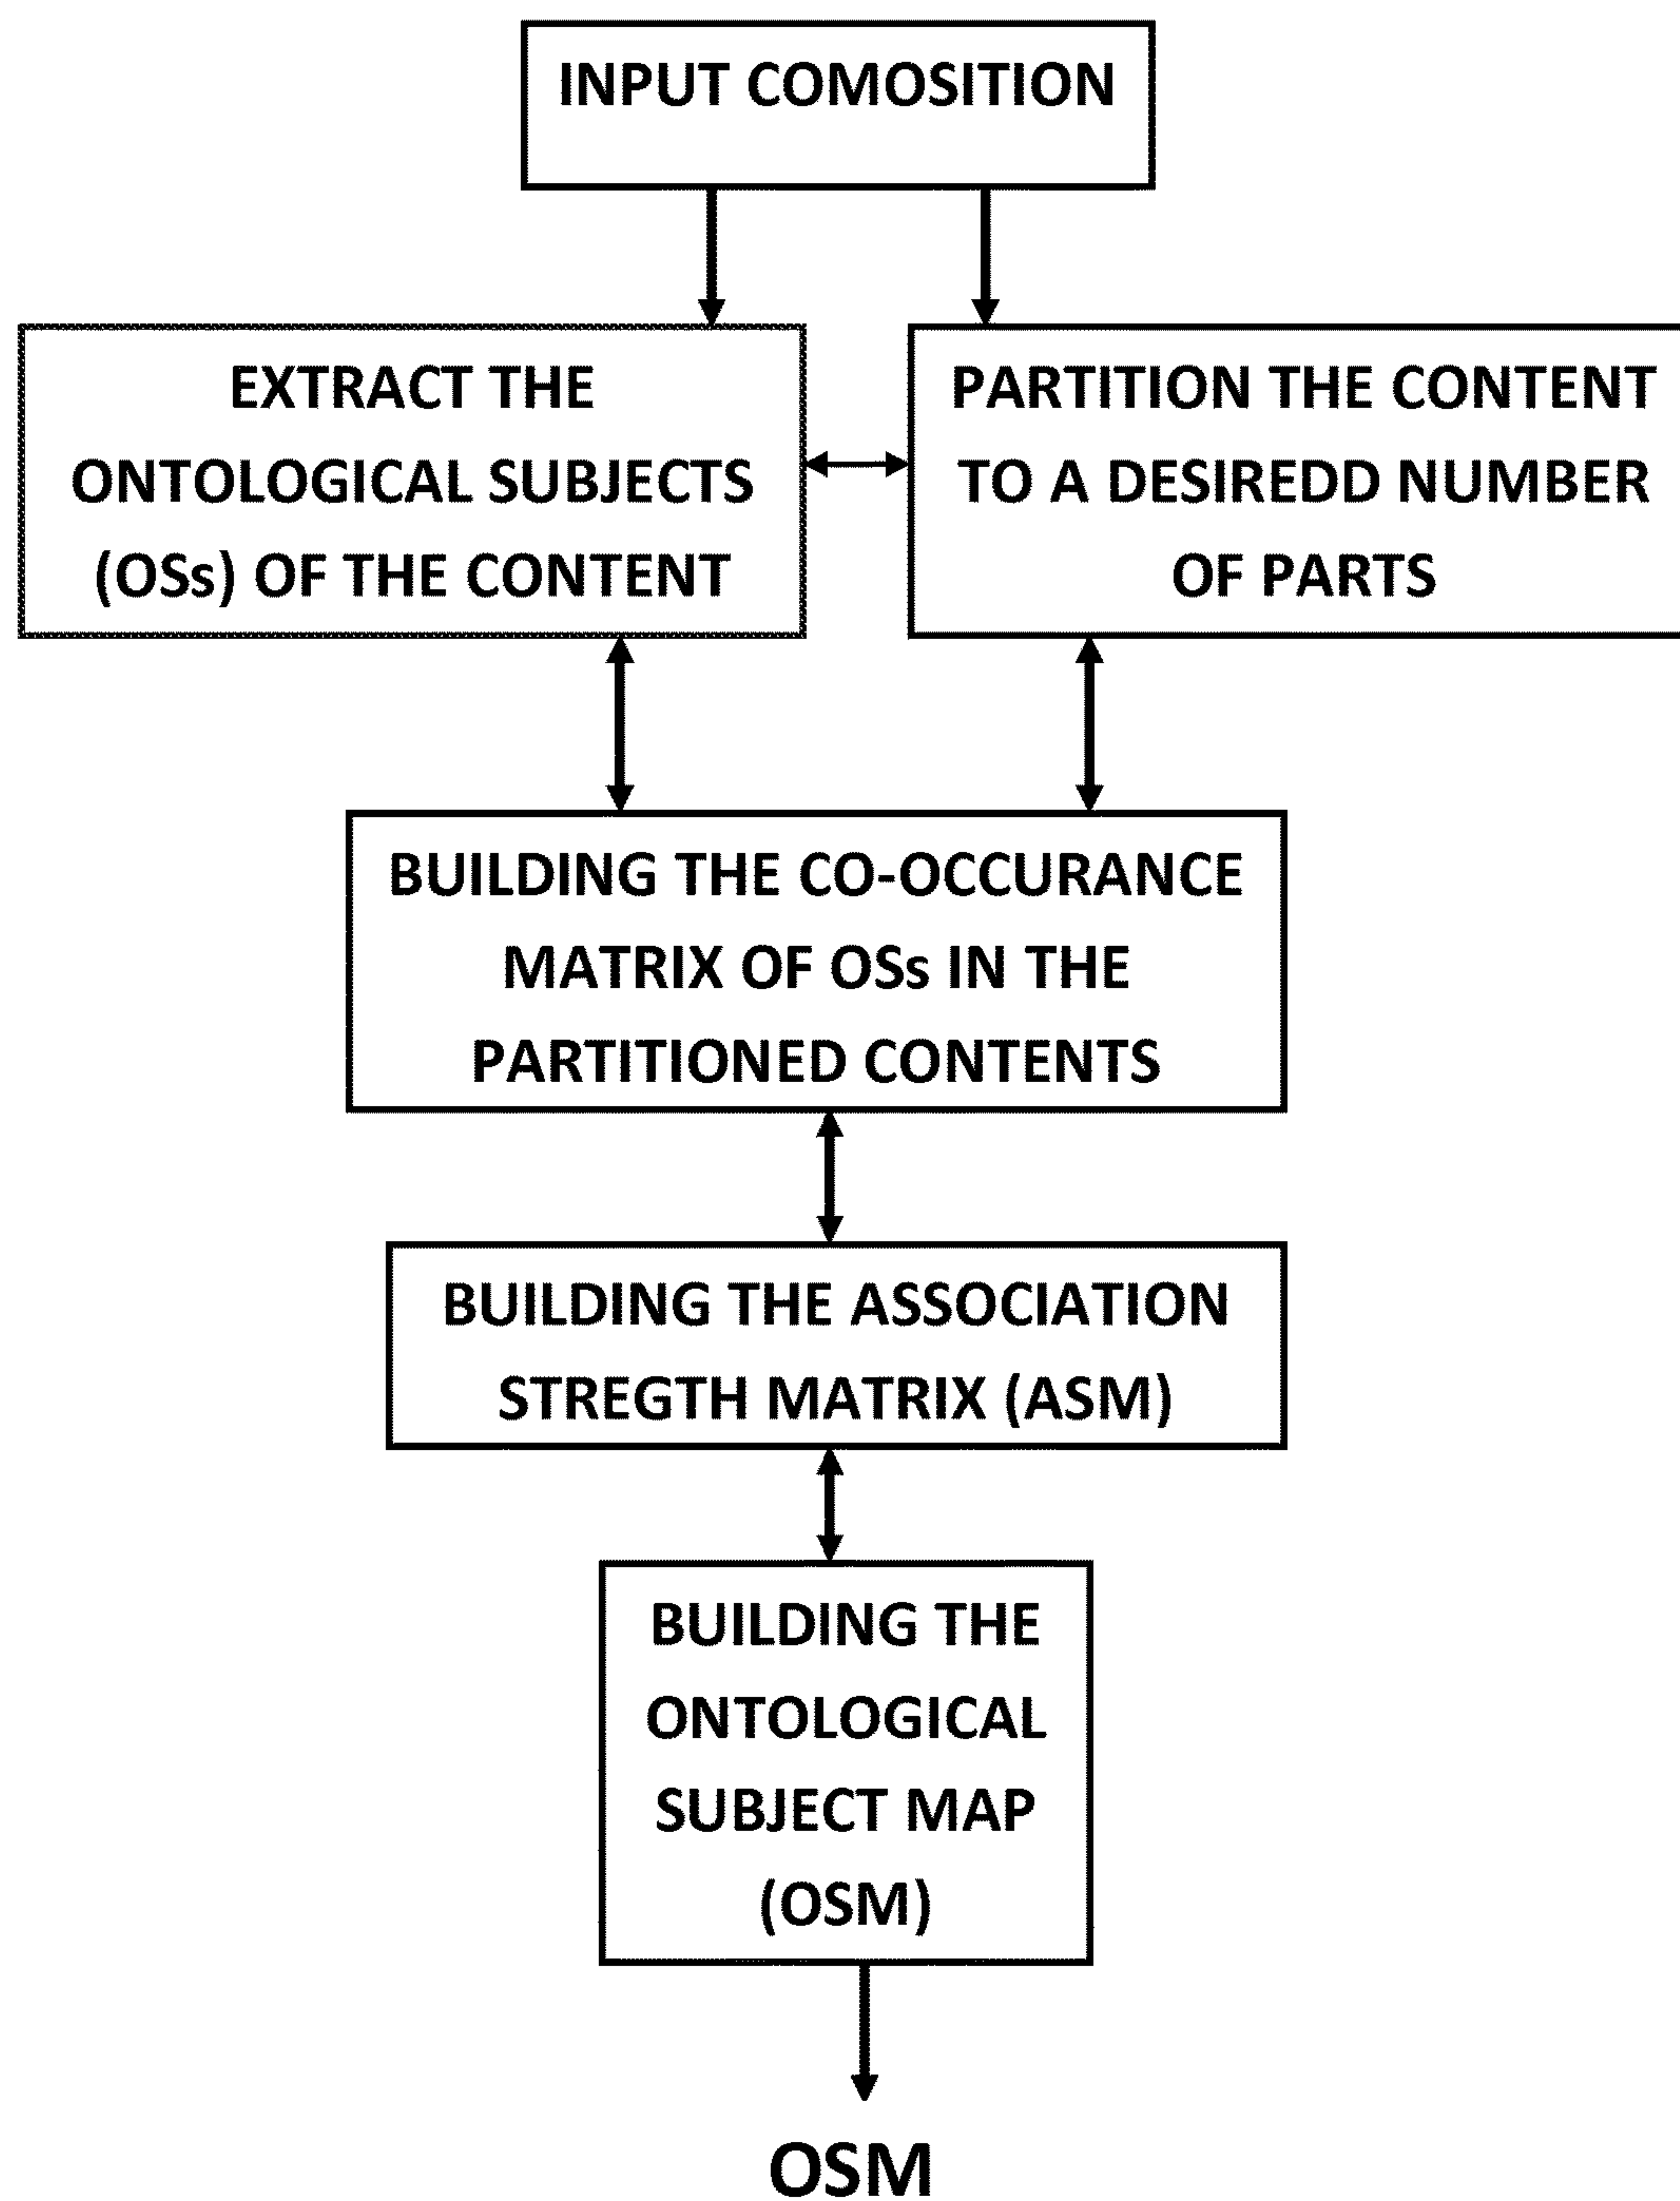 INPUT COMOSITION
EXTRACT THE
ONTOLOGICAL SUBJECTS
(OSs) OF THE CONTENT
PARTITION THE CONTENT
TO A DESIREDD NUMBER
OF PARTS
BUILDING THE CO-OCCURANCE
MATRIX OF OSs IN THE
PARTITIONED CONTENTS
BUILDING THE ASSOCIATION
STREGTH MATRIX (ASM)
BUILDING THE
ONTOLOGICAL
SUBJECT MAP
(OSM)
OSM